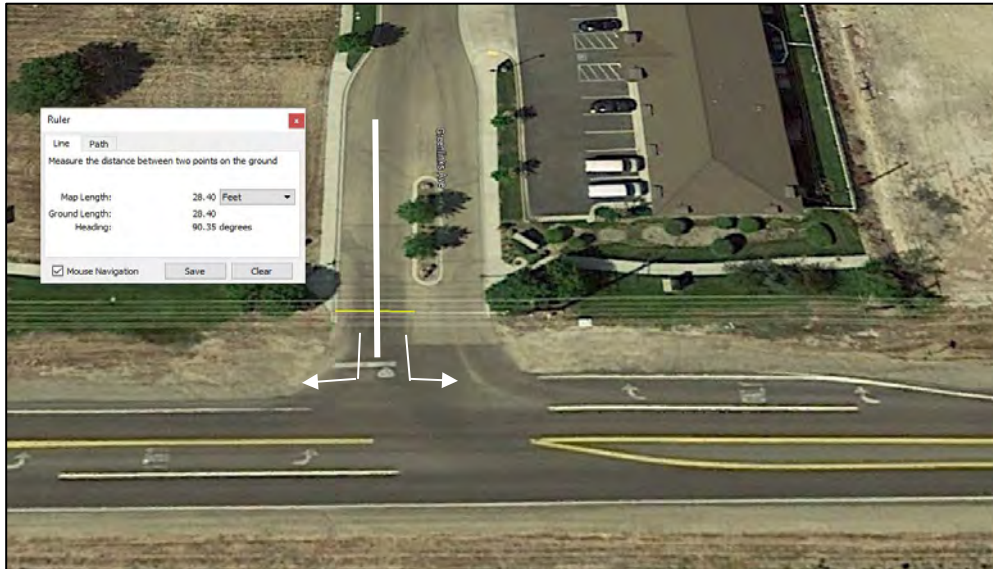 Ruler
x
Line Path
Measure the distance between two points on the ground
Map Length: 28.40 Feet
Ground Length: 28.40
Heading: 90.35 degrees
Mouse Navigation Save Clear